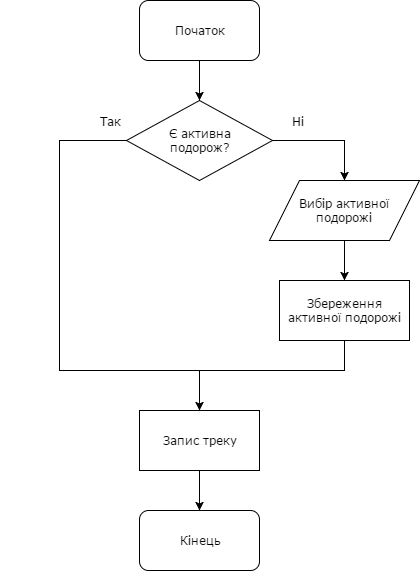 Початок
Є активна
подорож?
Так
Ні
Вибір активної
подорожі
Збереження
активної подорожі
Запис треку
Кінець